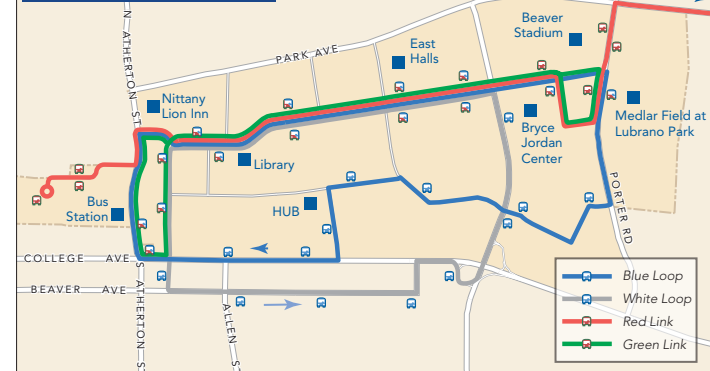 Beaver
Stadium
N ATHERTON ST
PARK AVE
East
Halls
Nittany
Lion Inn
Medlar Field at
Lubrano Park
Bryce
Jordan
Center
Library
Bus
Station
HUB
PORTER RD
COLLEGE AVE
BEAVER AVE
S ATHERTON ST
ALLEN ST
Blue Loop
White Loop
Red Link
Green Link